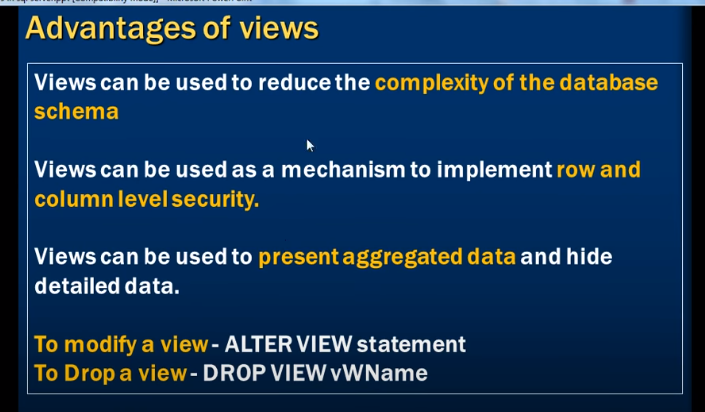 Advantages of views
Views can be used to reduce the complexity of the database
schema
Views can be used as a mechanism to implement row and
column level security.
Views can be used to present aggregated data and hide
detailed data.
To modify a view - ALTER VIEW statement
To Drop a view - DROP VIEW vWName